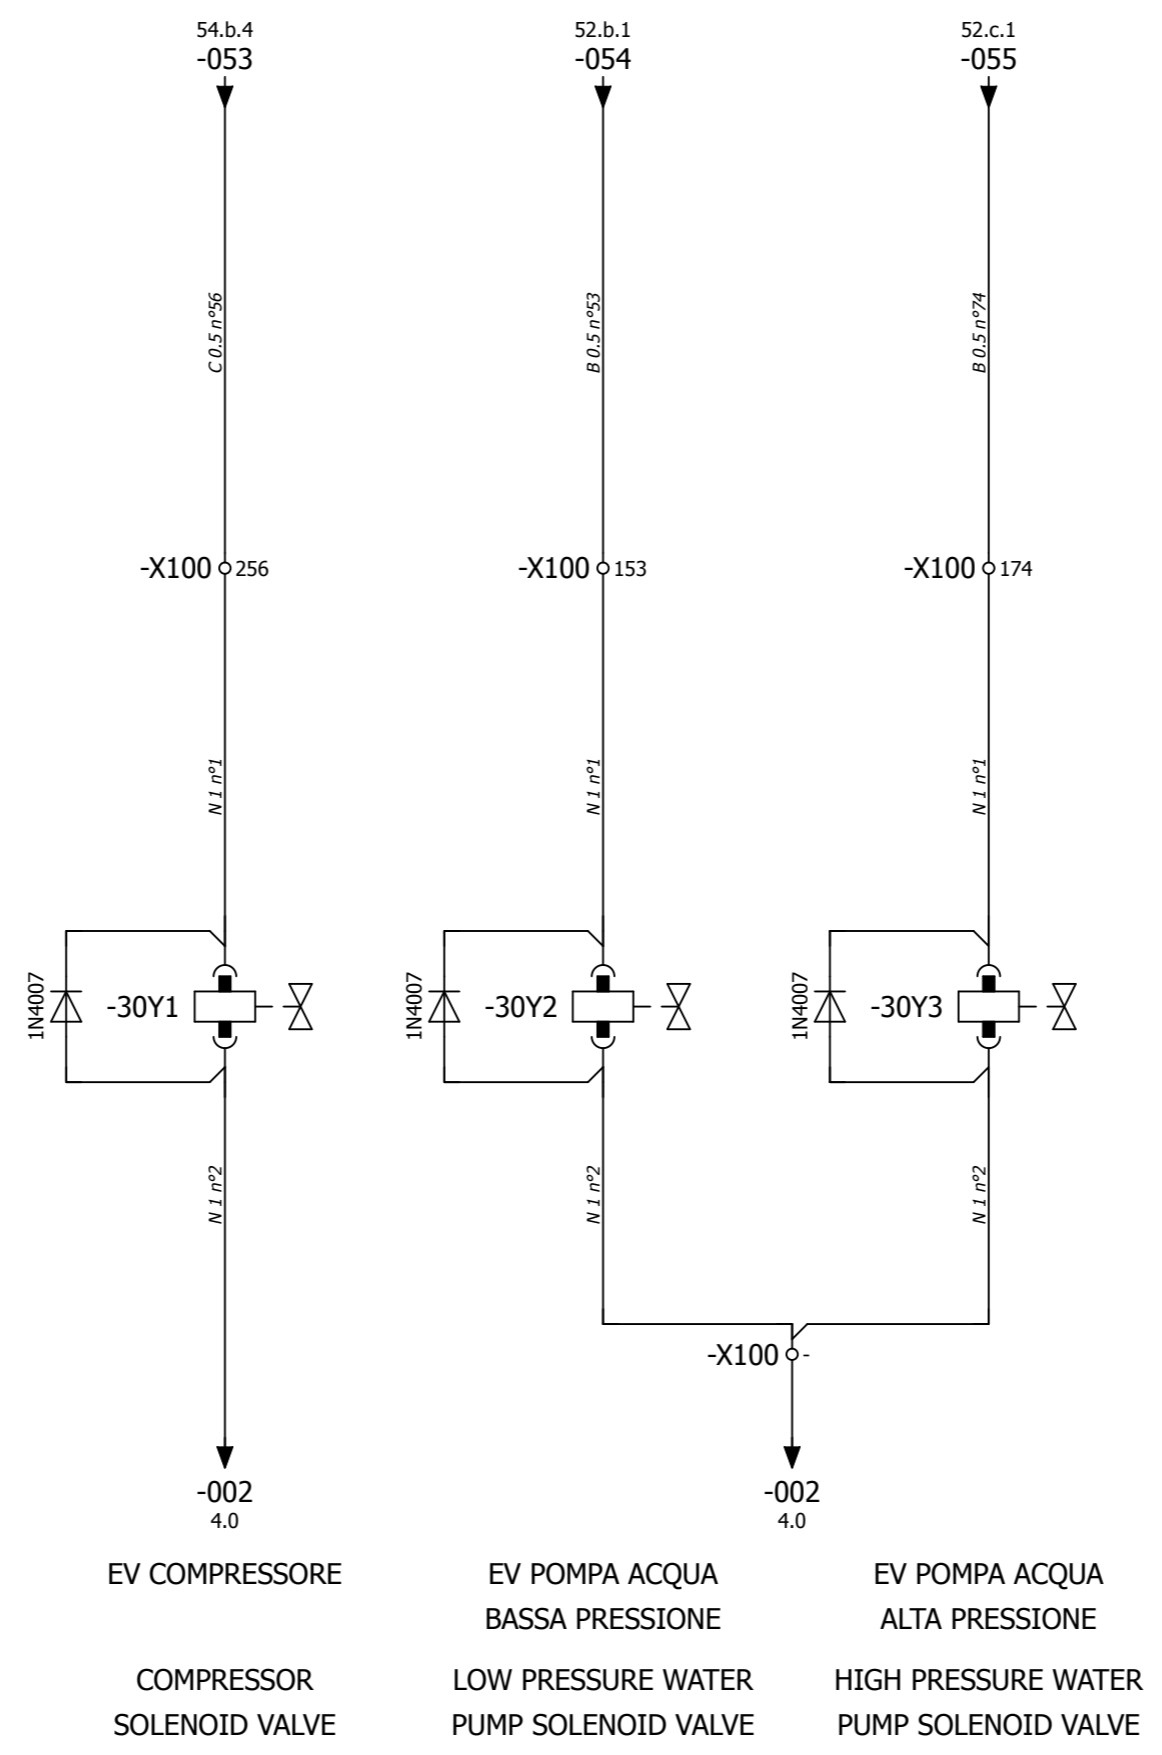 54.b.4
-053
52.b.1
-054
52.c.1
-055
C 0.5 n°56
B 0.5 n°53
B 0.5 n°74
-X100 256
-X100 153
-X100 174
N 1 n°1
N 1 n°1
N 1 n°1
1N4007
-30Y1
1N4007
-30Y2
1N4007
-30Y3
N 1 n°2
N 1 n°2
N 1 n°2
-X100 -
-002
4.0
-002
4.0
EV COMPRESSORE
EV POMPA ACQUA
BASSA PRESSIONE
EV POMPA ACQUA
ALTA PRESSIONE
COMPRESSOR
SOLENOID VALVE
LOW PRESSURE WATER
PUMP SOLENOID VALVE
HIGH PRESSURE WATER
PUMP SOLENOID VALVE